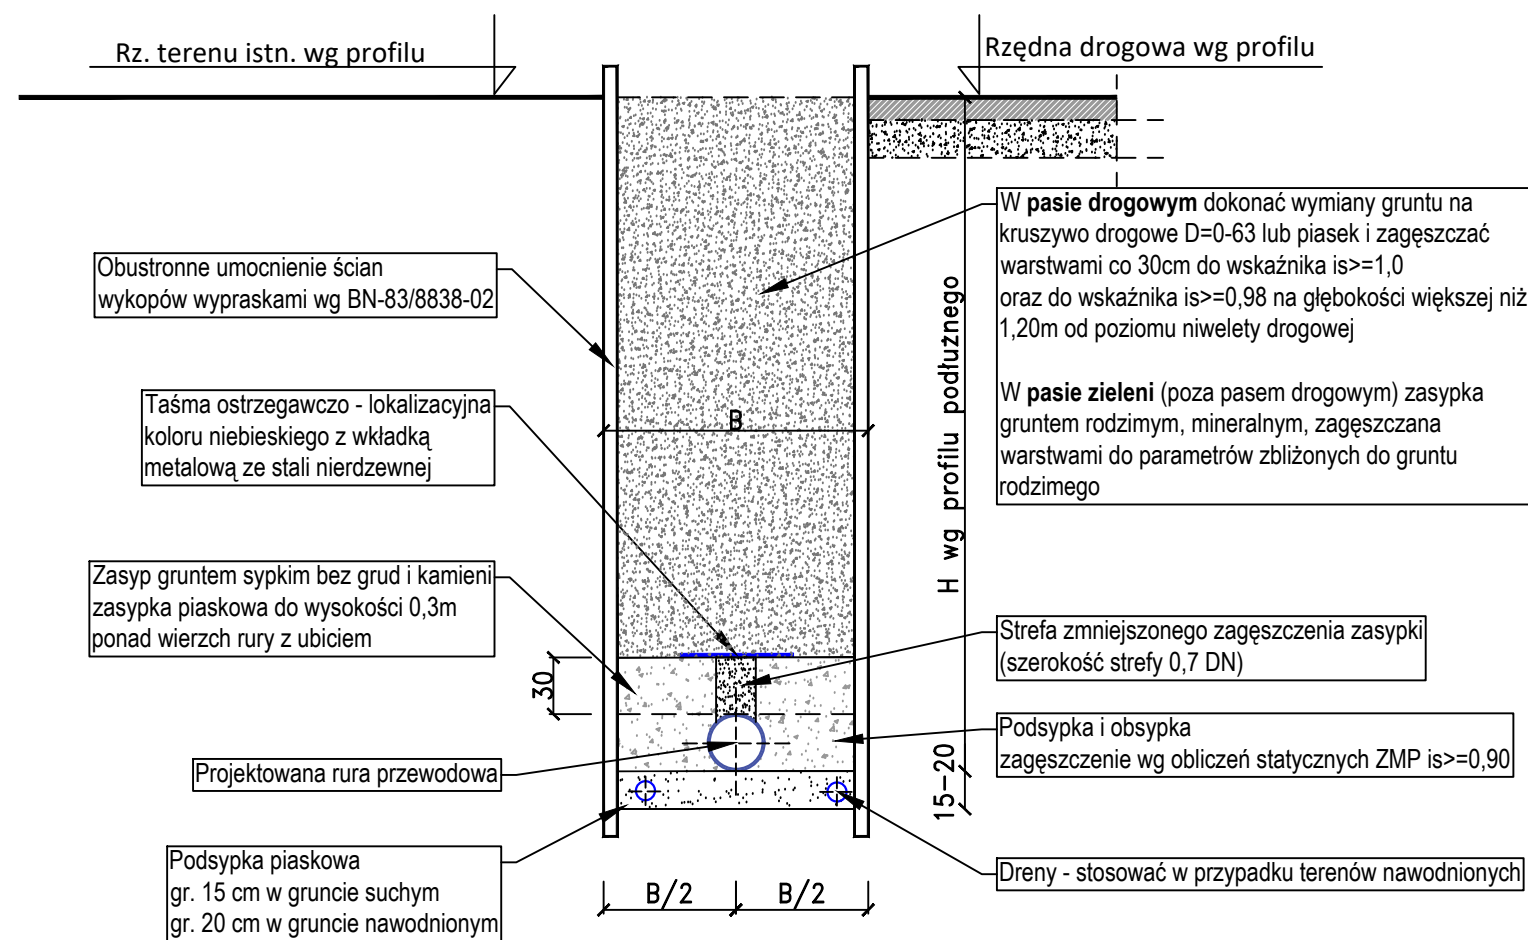 Rz. terenu istn. wg profilu
Rzędna drogowa wg profilu
W pasie drogowym dokonać wymiany gruntu na
kruszywo drogowe D=0-63 lub piasek i zagęszczać
warstwami co 30cm do wskaźnika is>=1,0
oraz do wskaźnika is>=0,98 na głębokości większej niż
1,20m od poziomu niwelety drogowej
W pasie zieleni (poza pasem drogowym) zasypka
gruntem rodzimym, mineralnym, zagęszczana
warstwami do parametrów zbliżonych do gruntu
rodzimego
Obustronne umocnienie ścian
wykopów wypraskami wg BN-83/8838-02
Taśma ostrzegawczo - lokalizacyjna
koloru niebieskiego z wkładką
metalową ze stali nierdzewnej
B
H wg profilu podłużnego
Zasyp gruntem sypkim bez grud i kamieni
zasypka piaskowa do wysokości 0,3m
ponad wierzch rury z ubiciem
Strefa zmniejszonego zagęszczenia zasypki
(szerokość strefy 0,7 DN)
30
Podsypka i obsypka
zagęszczenie wg obliczeń statycznych ZMP is>=0,90
Projektowana rura przewodowa
15-20
Podsypka piaskowa
gr. 15 cm w gruncie suchym
gr. 20 cm w gruncie nawodnionym
Dreny - stosować w przypadku terenów nawodnionych
B/2
B/2